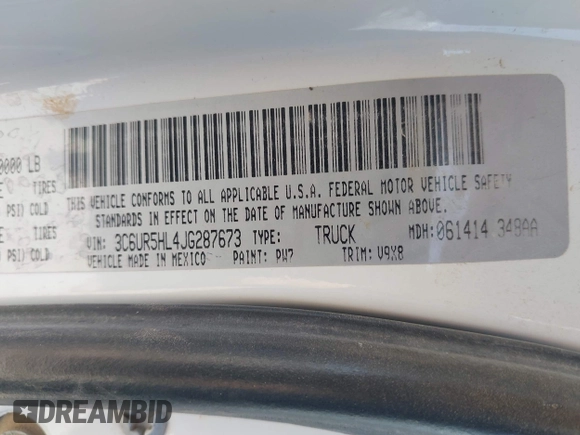 0000 LB
TIRES
PSI) COLD
TIRES
PSI) COLD
THIS VEHICLE CONFORMS TO ALL APPLICABLE U.S.A. FEDERAL MOTOR VEHICLE SAFETY
STANDARDS IN EFFECT ON THE DATE OF MANUFACTURE SHOWN ABOVE.
VIN: 3C6UR5HL4JG287673 TYPE: TRUCK MDH: 061414 348AA
VEHICLE MADE IN MEXICO PAINT: PW7 TRIM: V9X8
DREAMBID